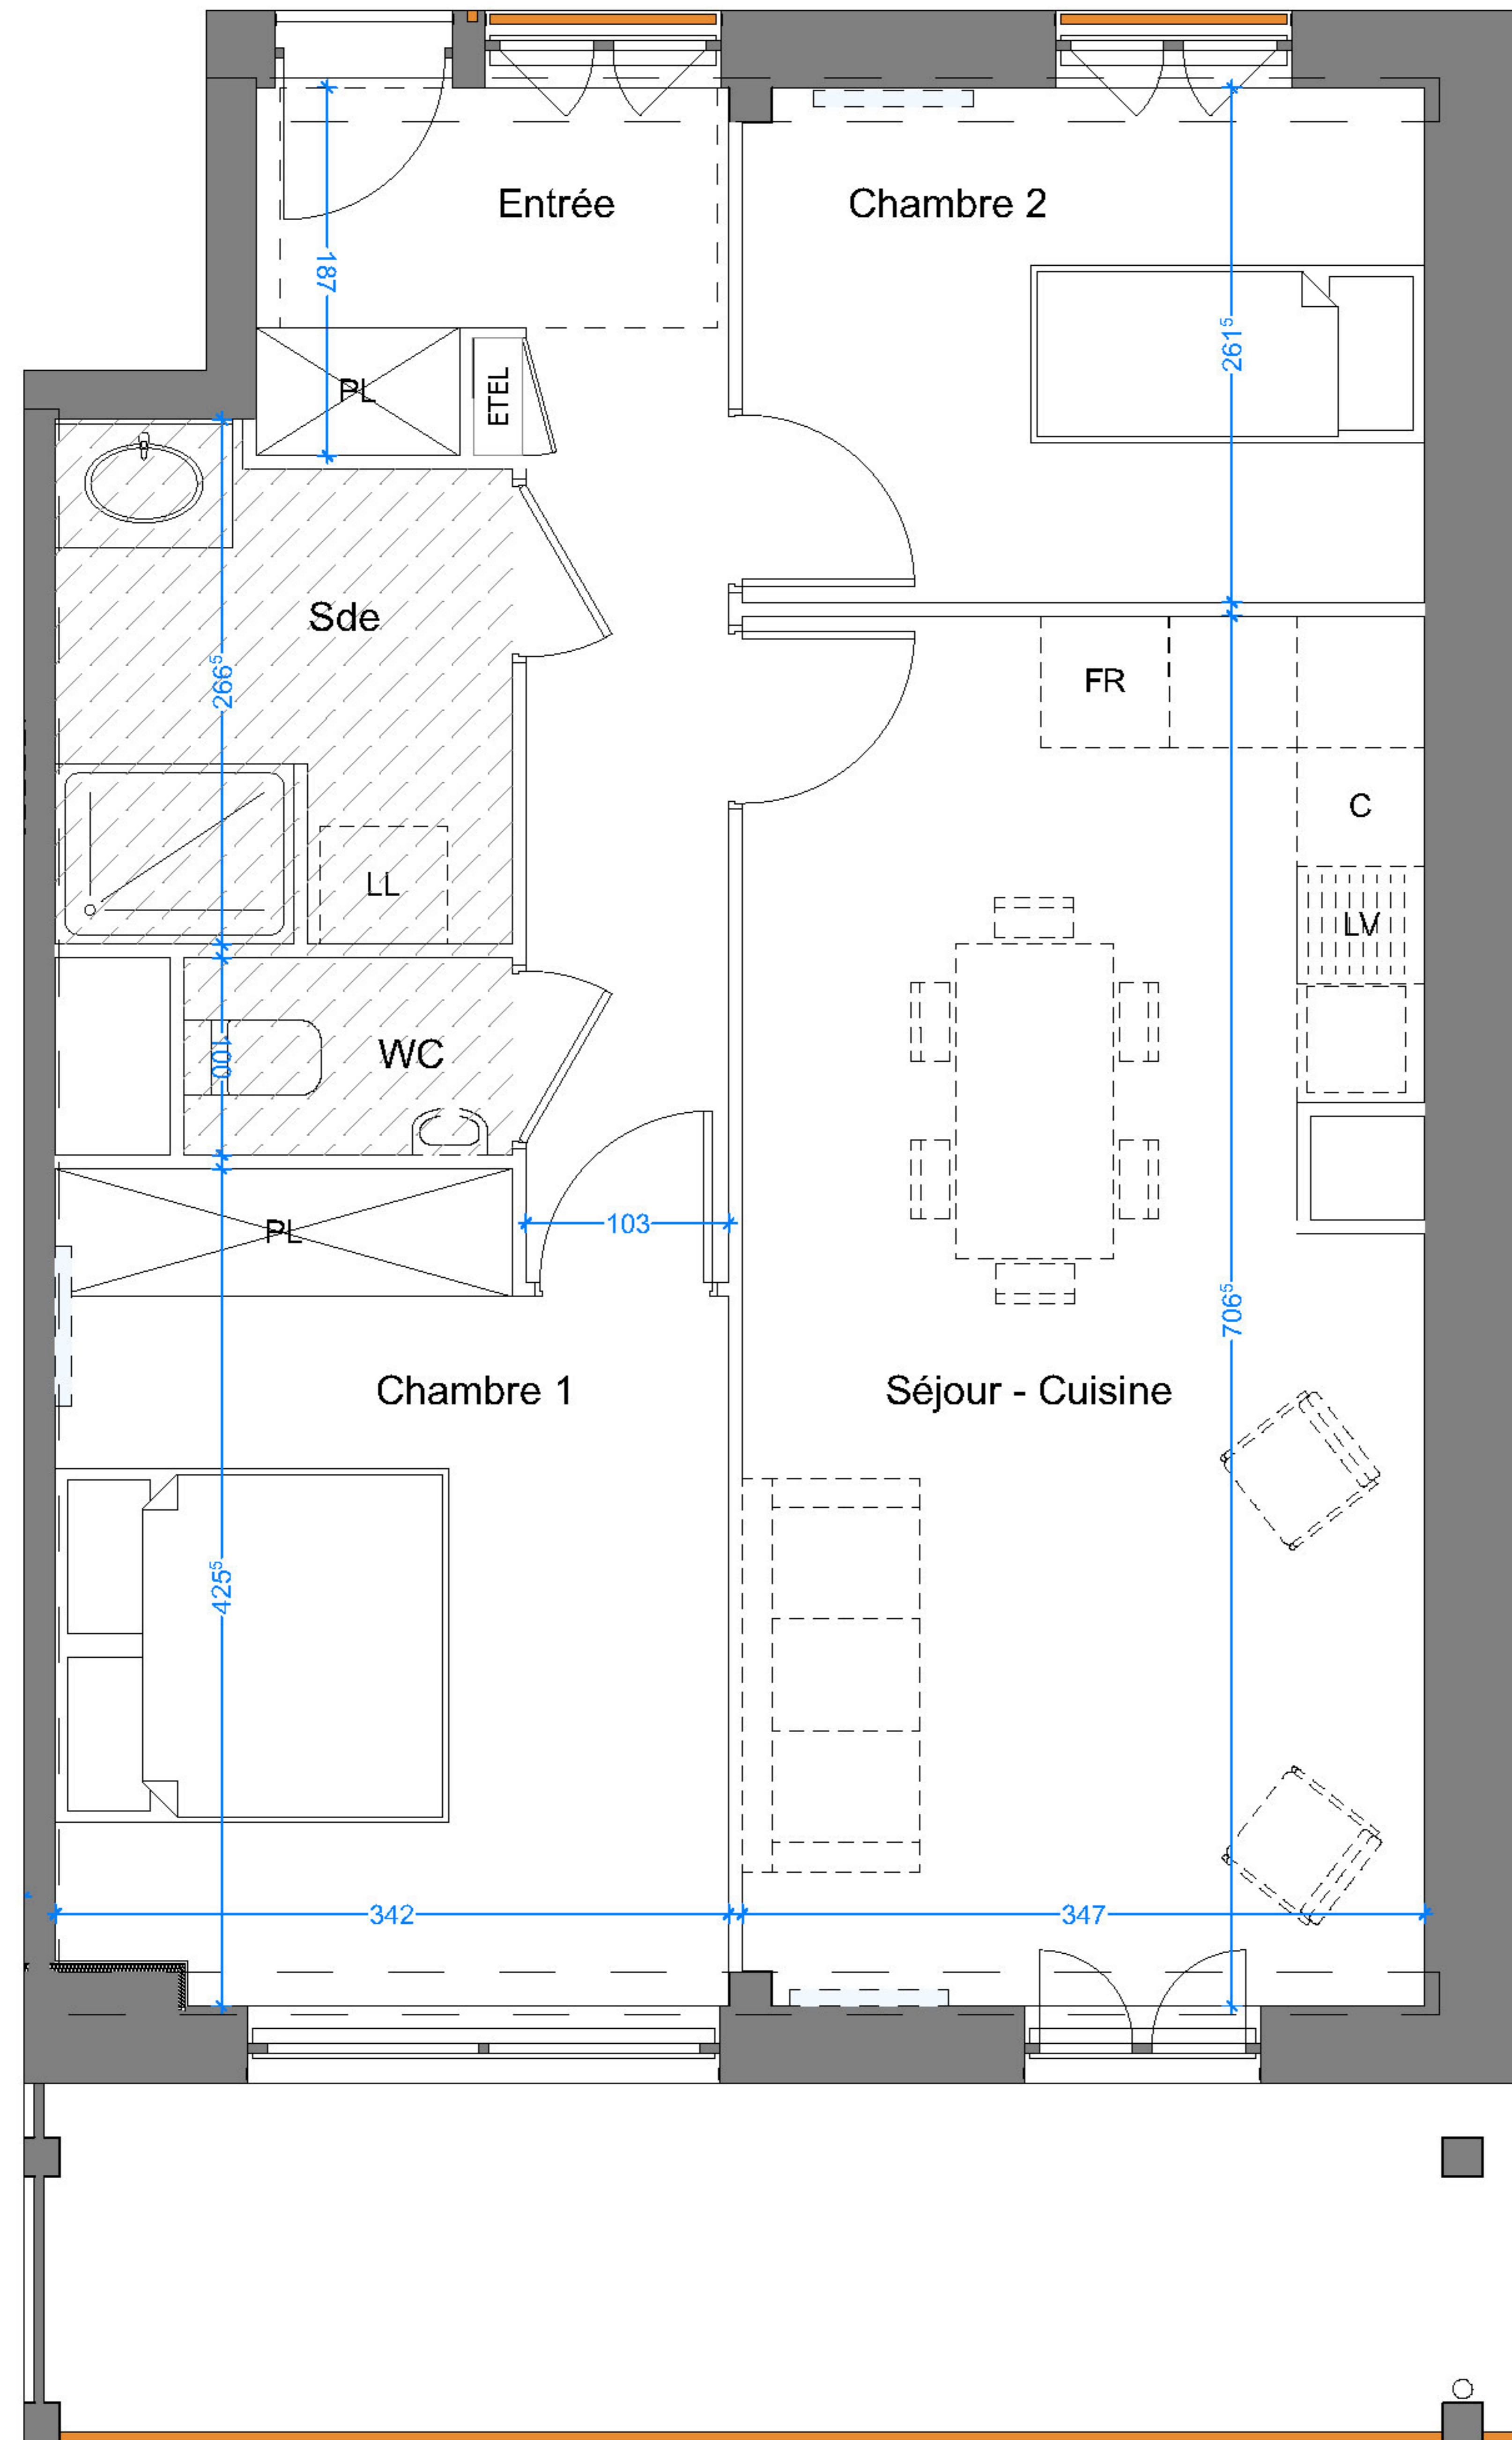 Entrée
Chambre 2
187
261⁵
PL
ETEL
Sde
266⁵
FR
C
LL
LV
WC
100
PL
103
706⁵
Chambre 1
Séjour - Cuisine
425⁵
342
347